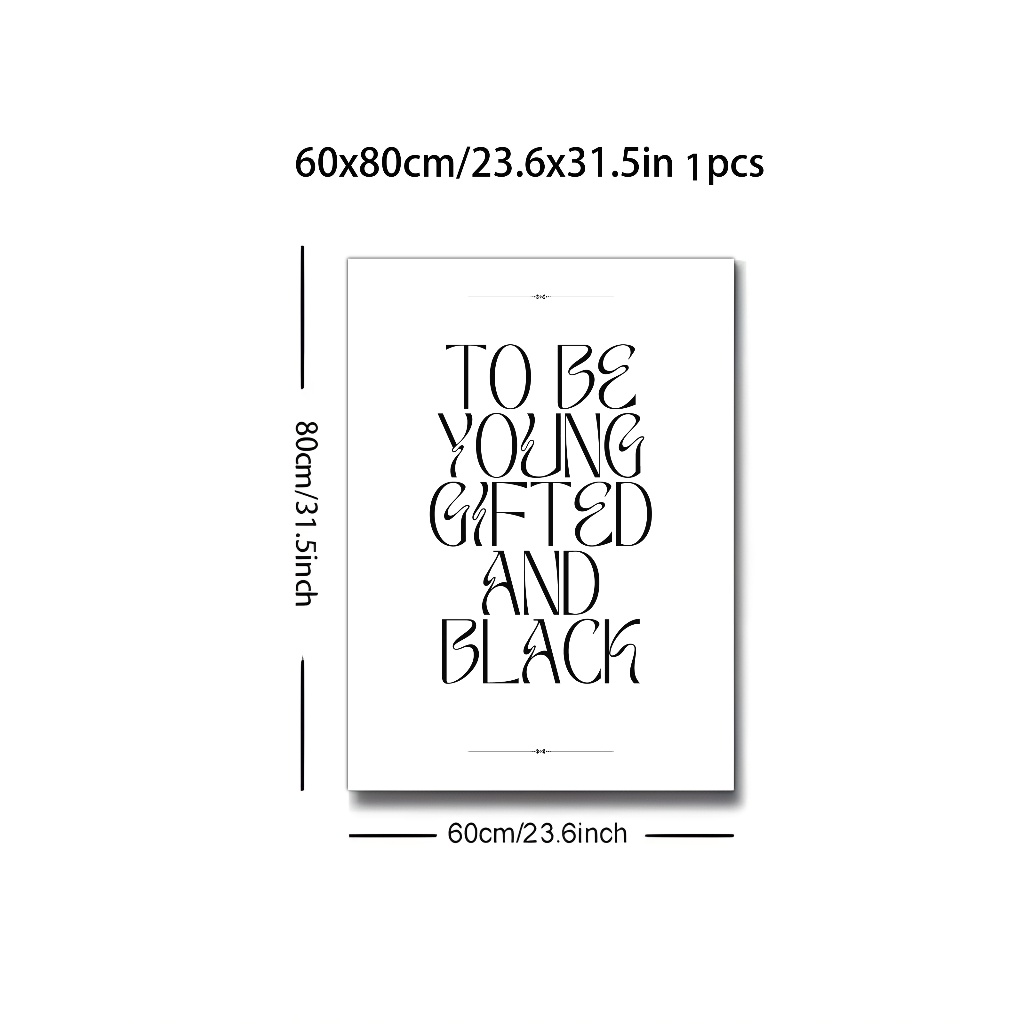 60x80cm/23.6x31.5in 1pcs
80cm/31.5inch
TO BE
YOUNG
GIFTED
AND
BLACK
60cm/23.6inch